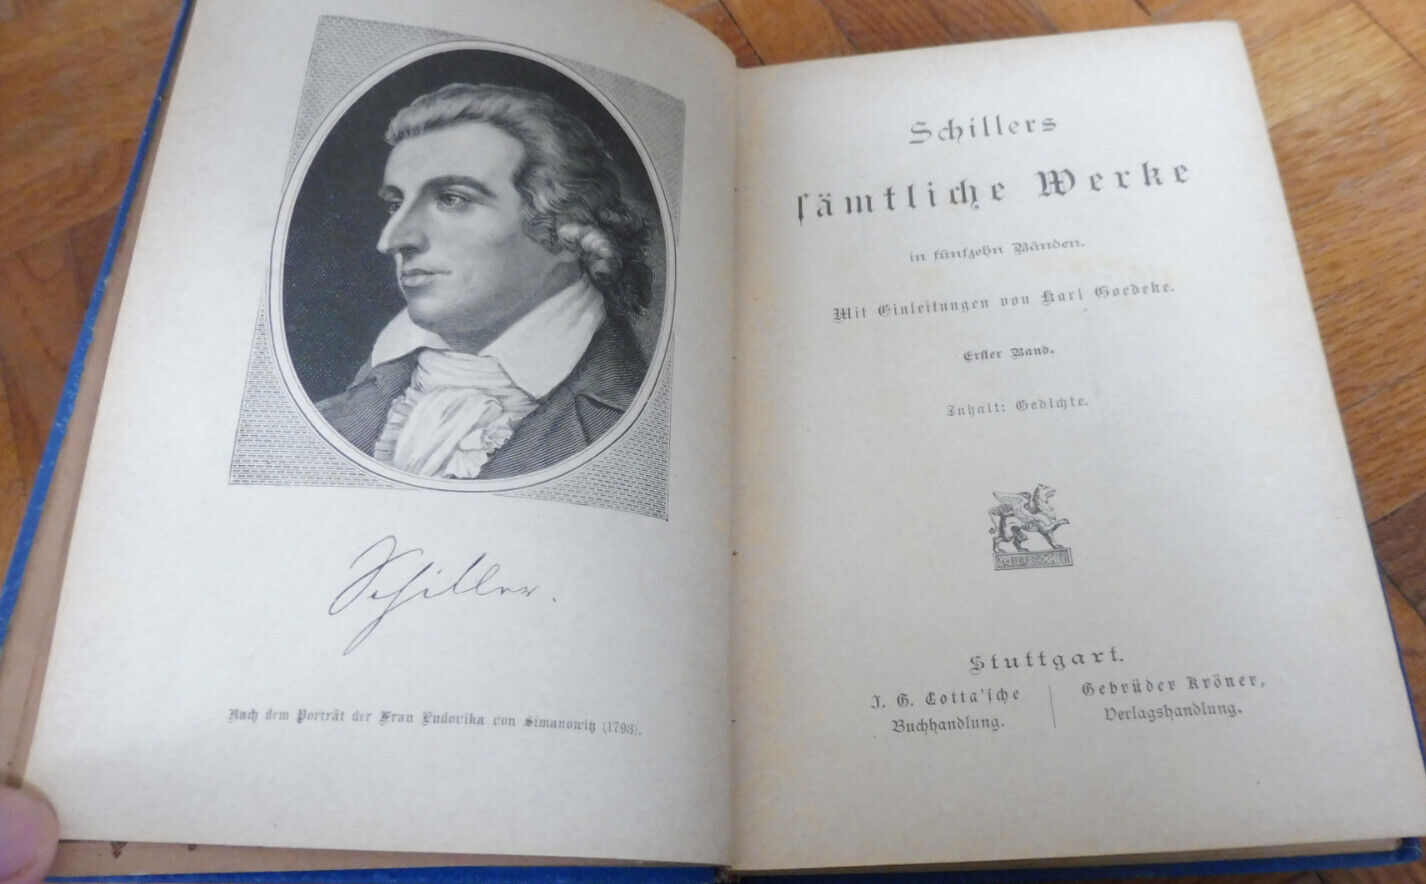 Schiller.
Nach dem Porträt der Frau Ludovika von Simanowitz (1793).
Schillers
sämtliche Werke
in fünfzehn Bänden.
Mit Einleitungen von Karl Goedeke.
Erster Band.
Inhalt: Gedichte.
Stuttgart.
J. G. Cotta'sche
Buchhandlung.
Gebrüder Kröner,
Verlagshandlung.